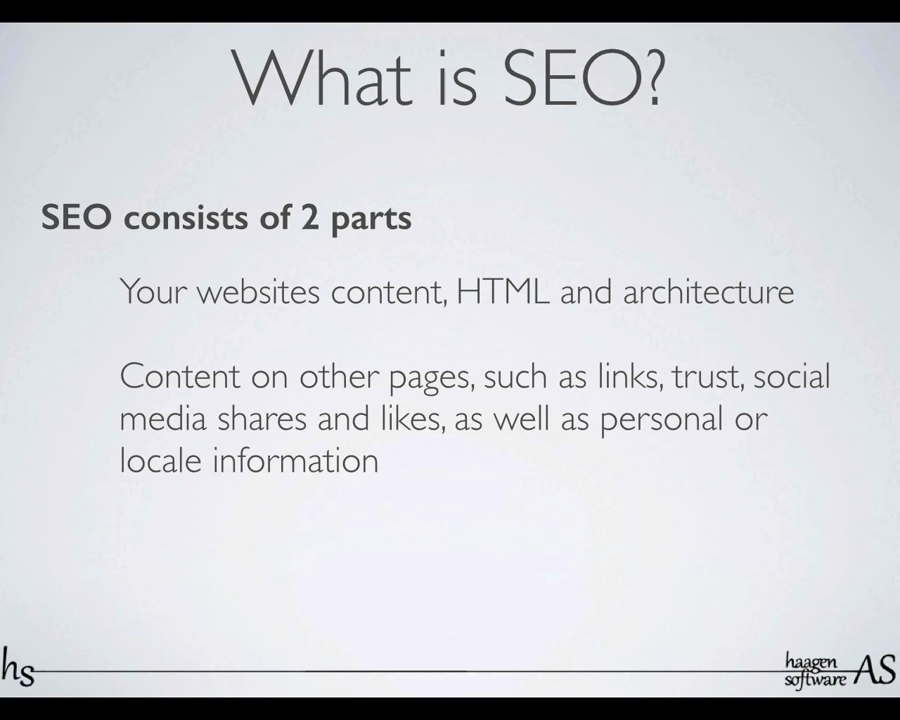 What is SEO?
SEO consists of 2 parts
Your websites content, HTML and architecture
Content on other pages, such as links, trust, social
media shares and likes, as well as personal or
locale information
hs
haagen
software AS